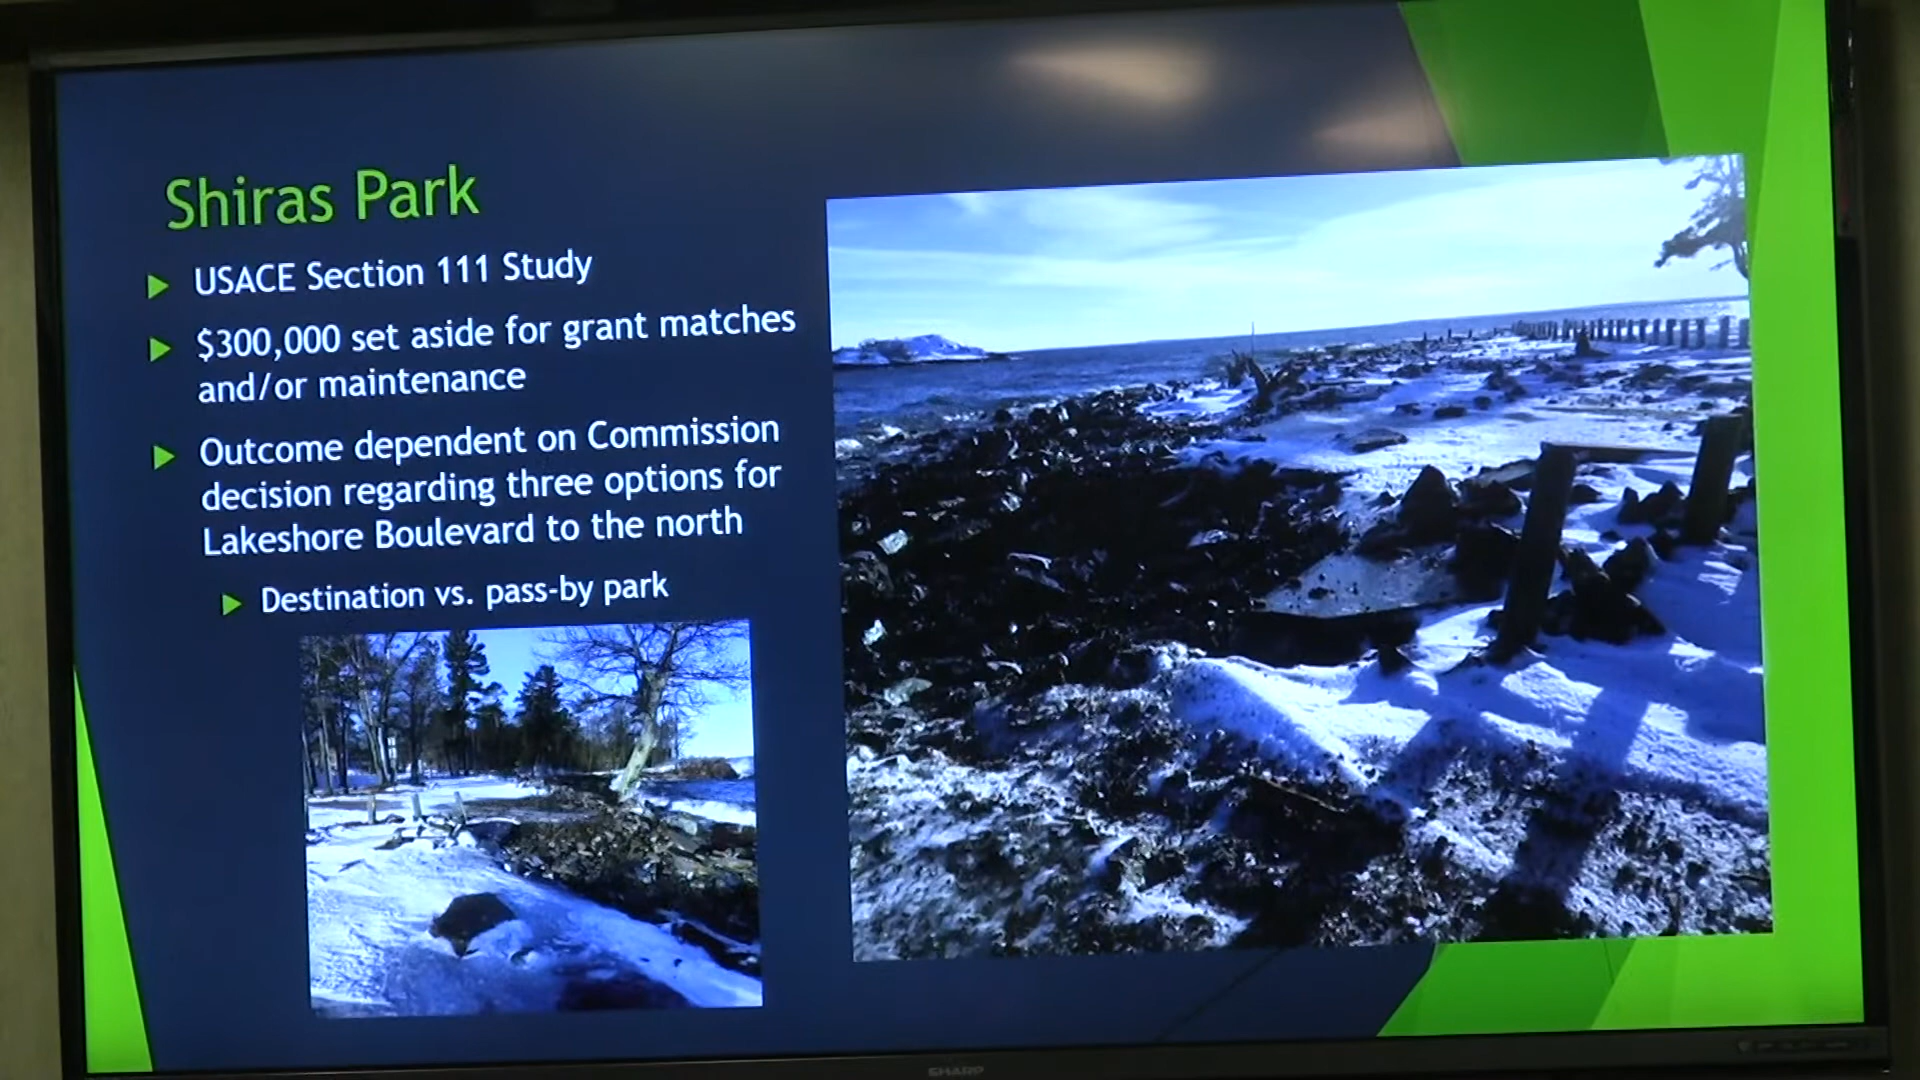 Shiras Park
USACE Section 111 Study
$300,000 set aside for grant matches
and/or maintenance
Outcome dependent on Commission
decision regarding three options for
Lakeshore Boulevard to the north
Destination vs. pass-by park
SHARP